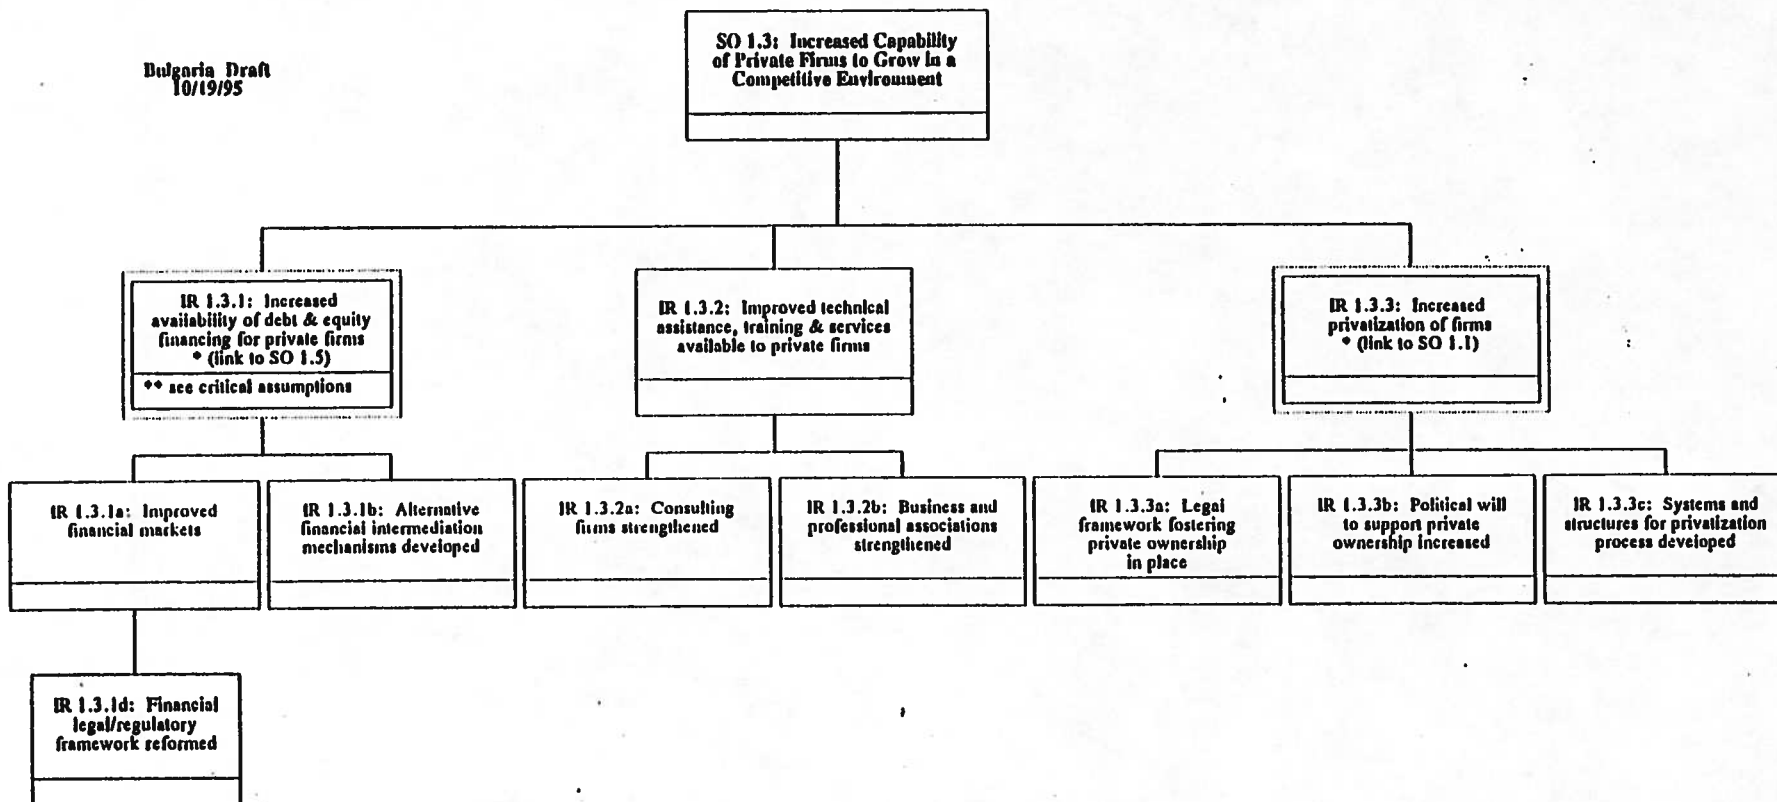 Bulgaria Draft
10/19/95
SO 1.3: Increased Capability
of Private Firms to Grow in a
Competitive Environment
IR 1.3.1: Increased
availability of debt & equity
financing for private firms
* (link to SO 1.5)
** see critical assumptions
IR 1.3.2: Improved technical
assistance, training & services
available to private firms
IR 1.3.3: Increased
privatization of firms
* (link to SO 1.1)
IR 1.3.1a: Improved
financial markets
IR 1.3.1b: Alternative
financial intermediation
mechanisms developed
IR 1.3.2a: Consulting
firms strengthened
IR 1.3.2b: Business and
professional associations
strengthened
IR 1.3.3a: Legal
framework fostering
private ownership
in place
IR 1.3.3b: Political will
to support private
ownership increased
IR 1.3.3c: Systems and
structures for privatization
process developed
IR 1.3.1d: Financial
legal/regulatory
framework reformed